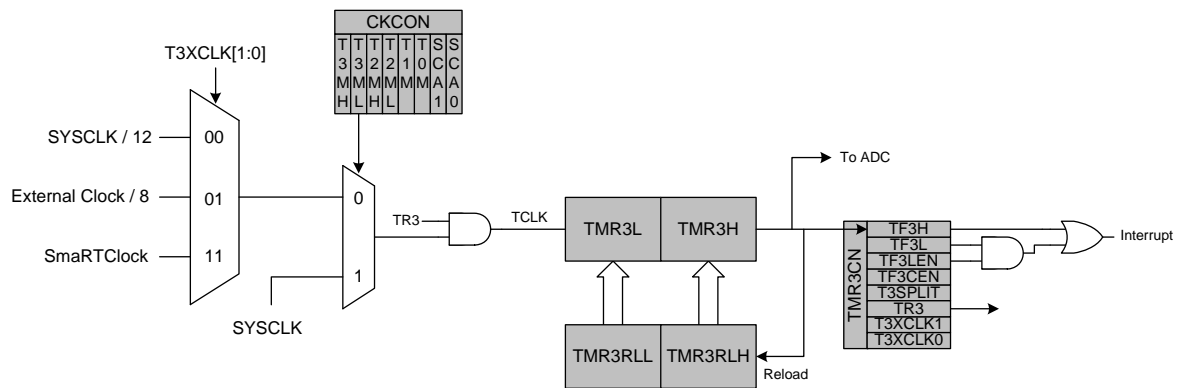 CKCON
T3MH T3ML T2MH T2ML T1M T0M SCA1 SCA0
T3XCLK[1:0]
SYSCLK / 12
00
External Clock / 8
01
SmaRTClock
11
0
1
SYSCLK
TR3
TCLK
TMR3L
TMR3H
To ADC
TMR3RLL
TMR3RLH
Reload
TMR3CN
TF3H
TF3L
TF3LEN
TF3CEN
T3SPLIT
TR3
T3XCLK1
T3XCLK0
Interrupt